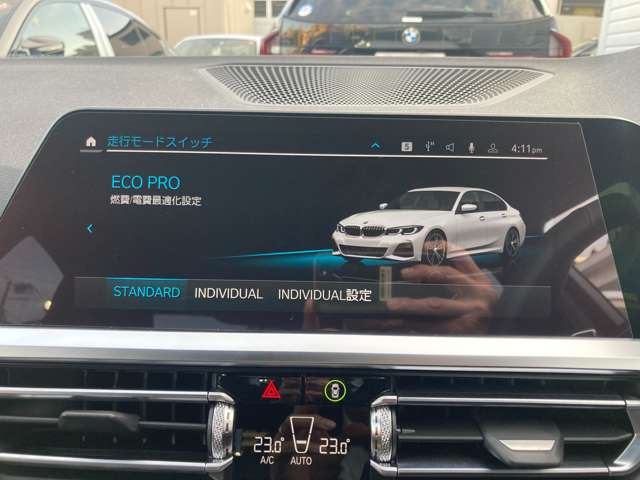 走行モードスイッチ 5 4:11pm
ECO PRO
燃費/電費最適化設定
STANDARD INDIVIDUAL INDIVIDUAL設定
23.0° 23.0°
A/C AUTO